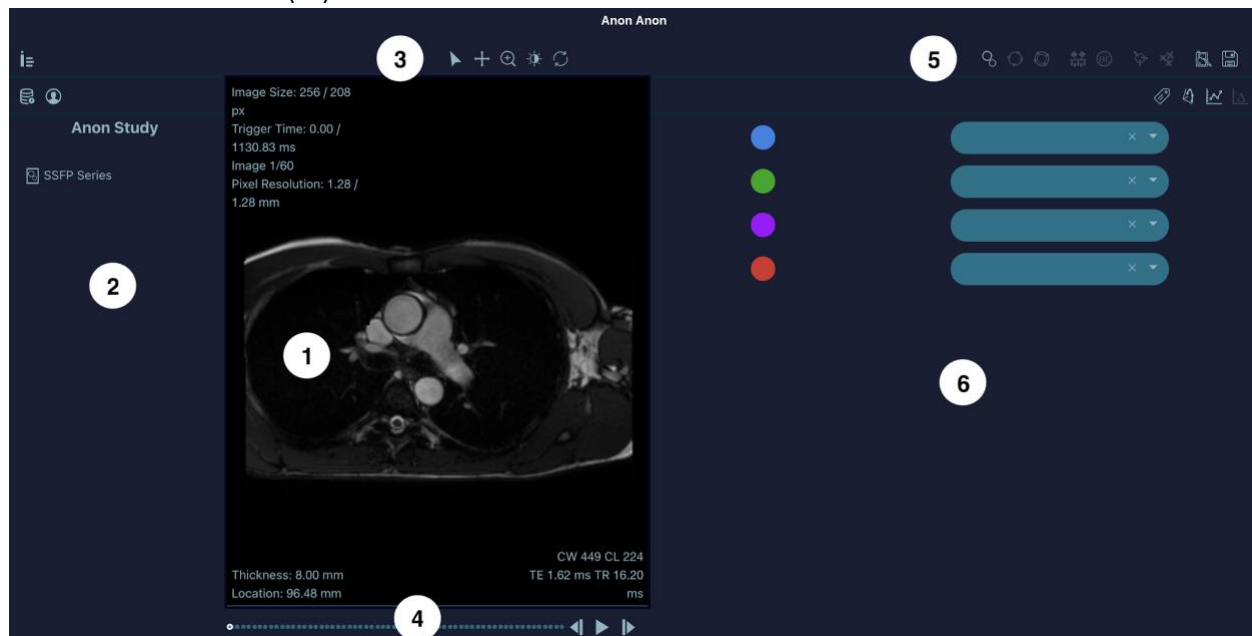 Anon Anon
3
5
Image Size: 256 / 208
px
Trigger Time: 0.00 /
1130.83 ms
Image 1/60
Pixel Resolution: 1.28 /
1.28 mm
Anon Study
SSFP Series
2
1
6
CW 449 CL 224
Thickness: 8.00 mm
TE 1.62 ms TR 16.20
Location: 96.48 mm
ms
4